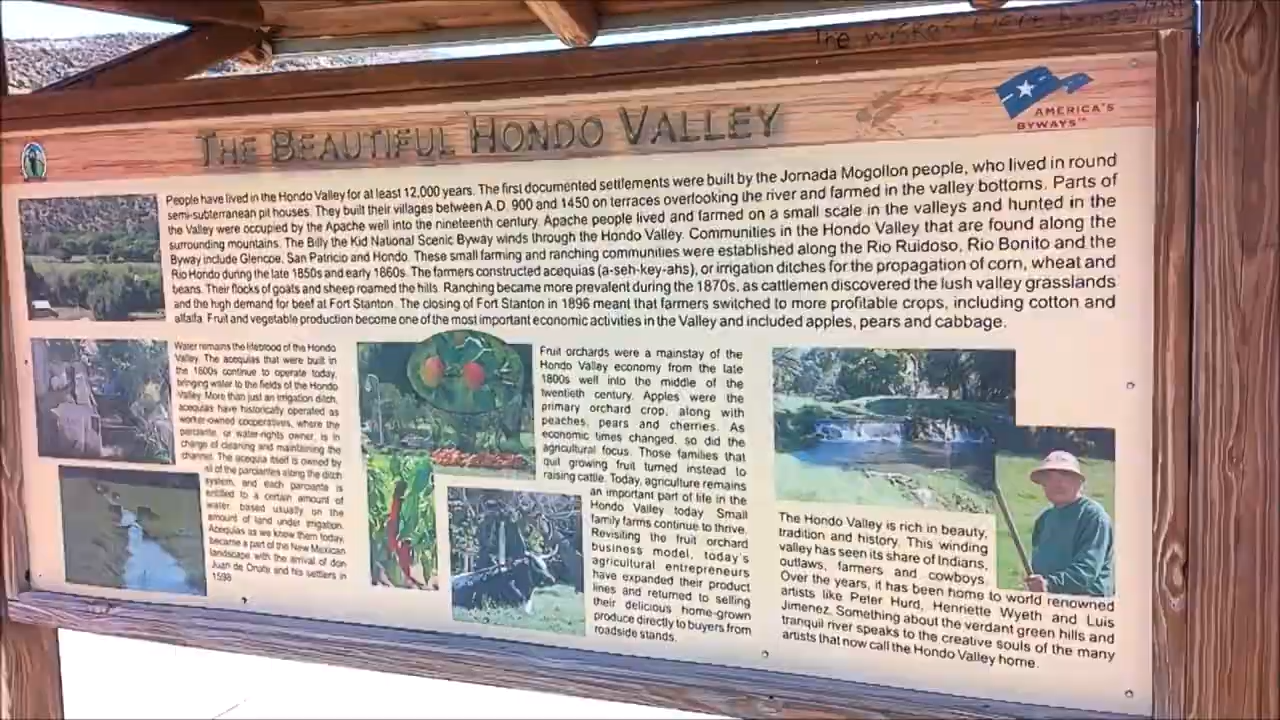 The
THE BEAUTIFUL HONDO VALLEY
AMERICA'S
BYWAYS™
People have lived in the Hondo Valley for at least 12,000 years. The first documented settlements were built by the Jornada Mogollon people, who lived in round
semi-subterranean pit houses. They built their villages between A.D. 900 and 1450 on terraces overlooking the river and farmed in the valley bottoms. Parts of
the Valley were occupied by the Apache well into the nineteenth century. Apache people lived and farmed on a small scale in the valleys and hunted in the
surrounding mountains. The Billy the Kid National Scenic Byway winds through the Hondo Valley. Communities in the Hondo Valley that are found along the
Byway include Glencoe, San Patricio and Hondo. These small farming and ranching communities were established along the Rio Ruidoso, Rio Bonito and the
Rio Hondo during the late 1850s and early 1860s. The farmers constructed acequias (a-seh-key-ahs), or irrigation ditches for the propagation of corn, wheat and
beans. Their flocks of goats and sheep roamed the hills. Ranching became more prevalent during the 1870s, as cattlemen discovered the lush valley grasslands
and the high demand for beef at Fort Stanton. The closing of Fort Stanton in 1896 meant that farmers switched to more profitable crops, including cotton and
alfalfa. Fruit and vegetable production become one of the most important economic activities in the Valley and included apples, pears and cabbage.
Water remains the lifeblood of the Hondo
Valley. The acequias that were built in
the 1800s continue to operate today,
bringing water to the fields of the Hondo
Valley. More than just an irrigation ditch,
acequias have historically operated as
worker-owned cooperatives, where the
parciante, or water-rights owner, is in
charge of cleaning and maintaining the
channel. The acequia itself is owned by
all of the parciantes along the ditch
system, and each parciante is
entitled to a certain amount of
water, based usually on the
amount of land under irrigation.
Acequias as we know them today,
became a part of the New Mexican
landscape with the arrival of don
Juan de Oñate and his settlers in
1598.
Fruit orchards were a mainstay of the
Hondo Valley economy from the late
1800s well into the middle of the
twentieth century. Apples were the
primary orchard crop, along with
peaches, pears and cherries. As
economic times changed, so did the
agricultural focus. Those families that
quit growing fruit turned instead to
raising cattle. Today, agriculture remains
an important part of life in the
Hondo Valley today Small
family farms continue to thrive.
Revisiting the fruit orchard
business model, today's
agricultural entrepreneurs
have expanded their product
lines and returned to selling
their delicious home-grown
produce directly to buyers from
roadside stands.
The Hondo Valley is rich in beauty,
tradition and history. This winding
valley has seen its share of Indians,
outlaws, farmers and cowboys.
Over the years, it has been home to world renowned
artists like Peter Hurd, Henriette Wyeth and Luis
Jimenez. Something about the verdant green hills and
tranquil river speaks to the creative souls of the many
artists that now call the Hondo Valley home.